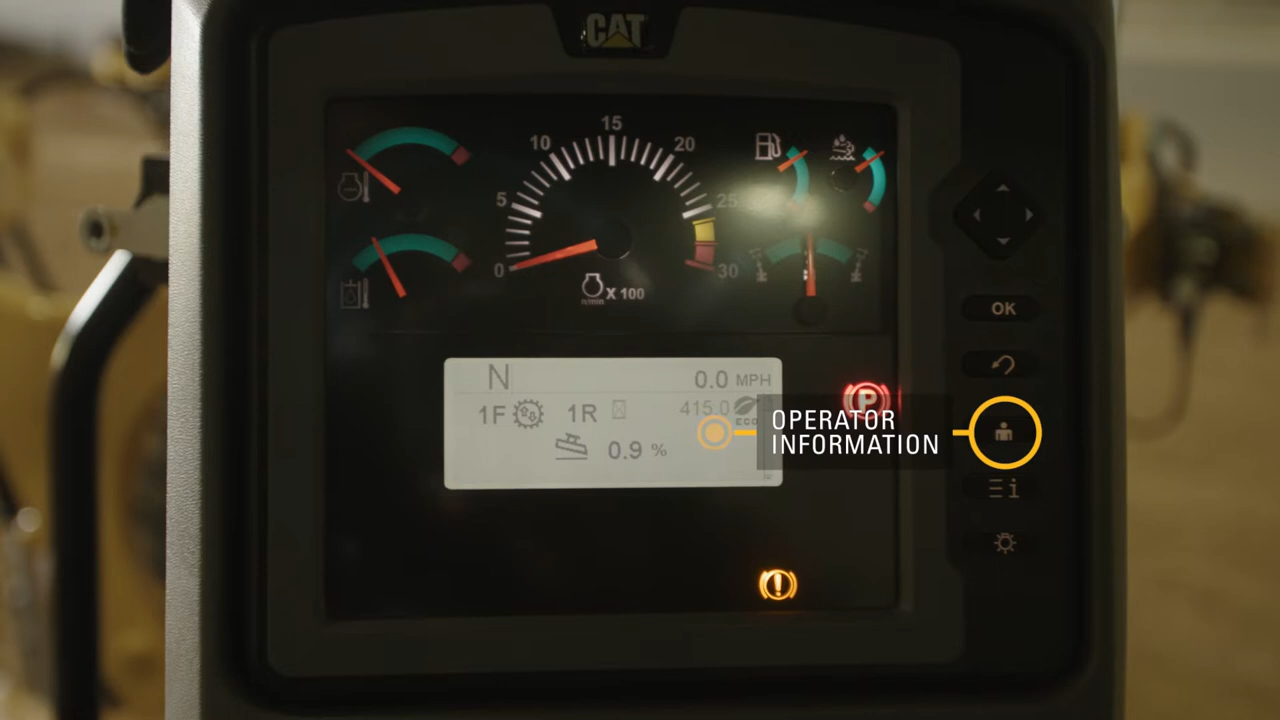 CAT
15
10
20
5
25
0
30
n/min
X 100
OK
N
0.0 MPH
1F
1R
415.0
ECO
P
OPERATOR
INFORMATION
0.9 %
i
!